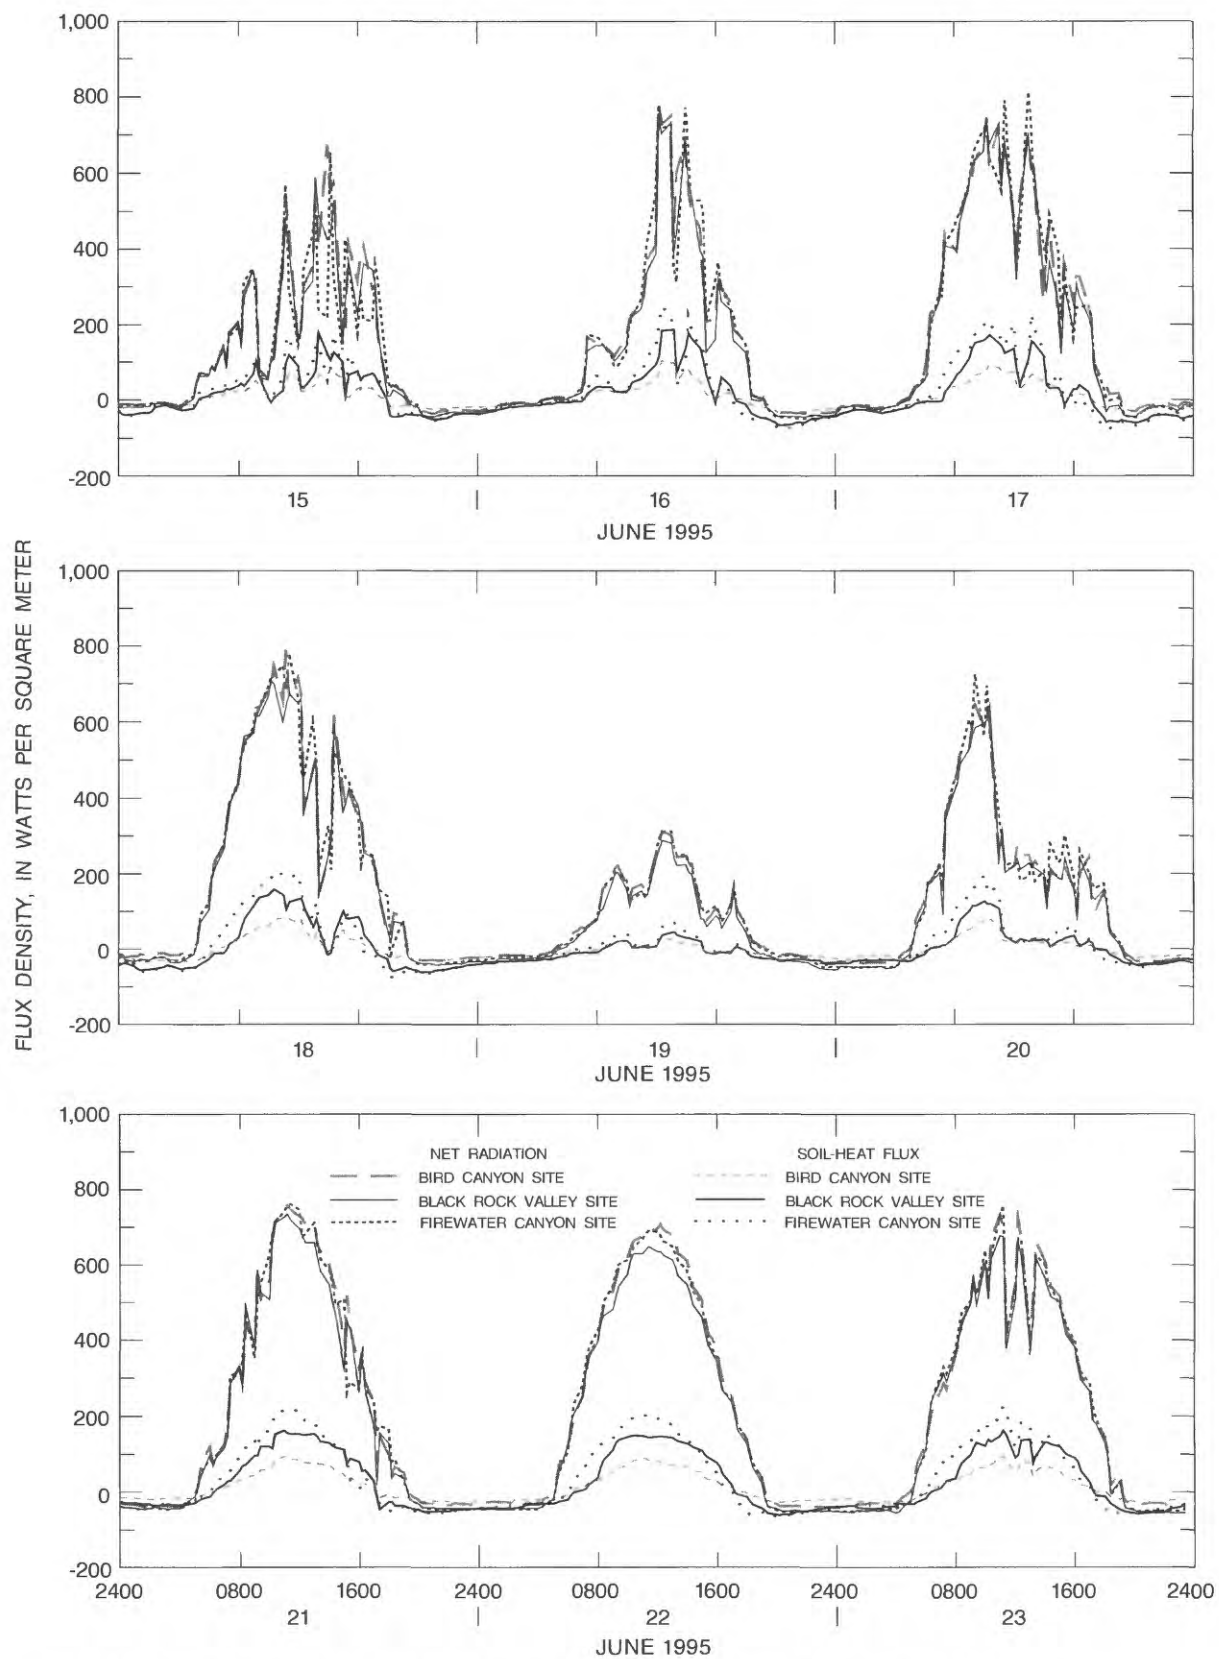 FLUX DENSITY, IN WATTS PER SQUARE METER
1,000
800
600
400
200
0
-200
15 16 17
JUNE 1995
1,000
800
600
400
200
0
-200
18 19 20
JUNE 1995
1,000
800
600
400
200
0
-200
NET RADIATION SOIL-HEAT FLUX
BIRD CANYON SITE BIRD CANYON SITE
BLACK ROCK VALLEY SITE BLACK ROCK VALLEY SITE
FIREWATER CANYON SITE FIREWATER CANYON SITE
2400 0800 1600 2400 0800 1600 2400 0800 1600 2400
21 22 23
JUNE 1995